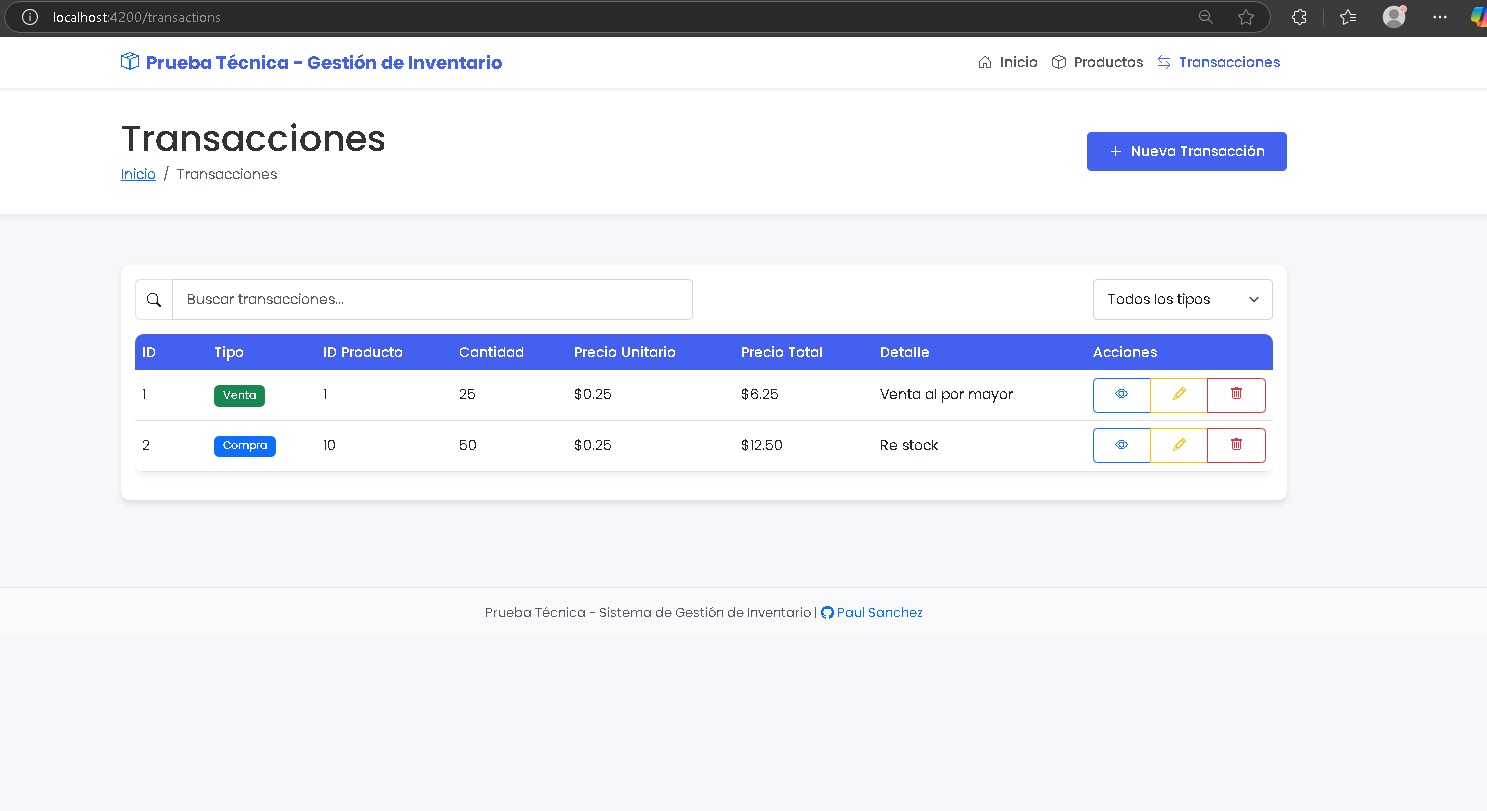 localhost:4200/transactions
Prueba Técnica - Gestión de Inventario
Inicio Productos Transacciones
Transacciones
Inicio / Transacciones
+ Nueva Transacción
Buscar transacciones...
Todos los tipos
ID Tipo ID Producto Cantidad Precio Unitario Precio Total Detalle Acciones
1 Venta 1 25 $0.25 $6.25 Venta al por mayor
2 Compra 10 50 $0.25 $12.50 Re stock
Prueba Técnica - Sistema de Gestión de Inventario | Paul Sanchez